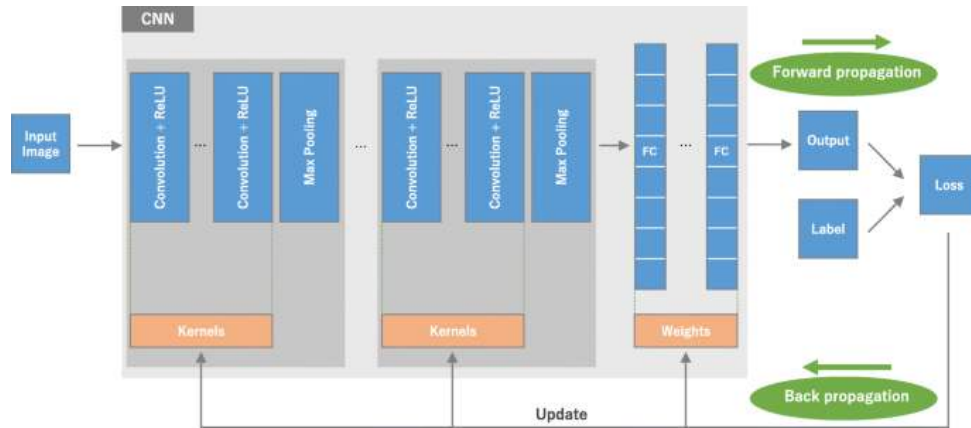 CNN
Input
Image
Convolution + ReLU
...
Convolution + ReLU
Max Pooling
...
Convolution + ReLU
...
Convolution + ReLU
Max Pooling
FC
...
FC
Forward propagation
Output
Label
Loss
Kernels
Kernels
Weights
Back propagation
Update